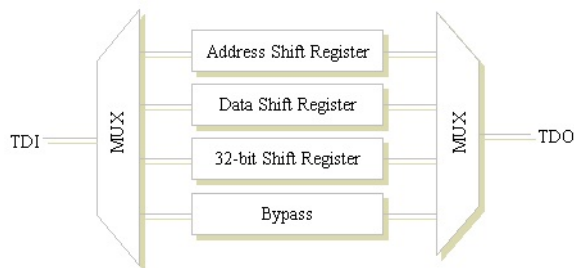 Address Shift Register
Data Shift Register
TDI
MUX
MUX
TDO
32-bit Shift Register
Bypass